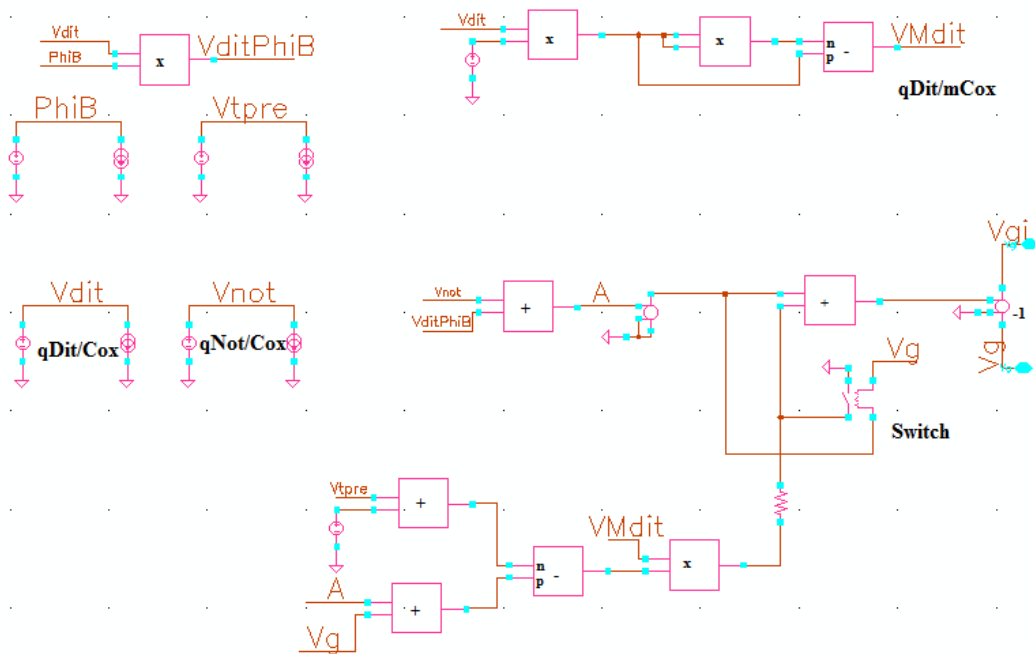 Vdit
PhiB
x
VditPhiB
Vdit
x
x
n
p
-
VMdit
qDit/mCox
PhiB
Vtpre
Vdit
qDit/Cox
Vnot
qNot/Cox
Vnot
VditPhiB
+
A
+
Vgi
-1
Vg
Vg
Switch
Vtpre
+
A
Vg
+
n
p
-
VMdit
x